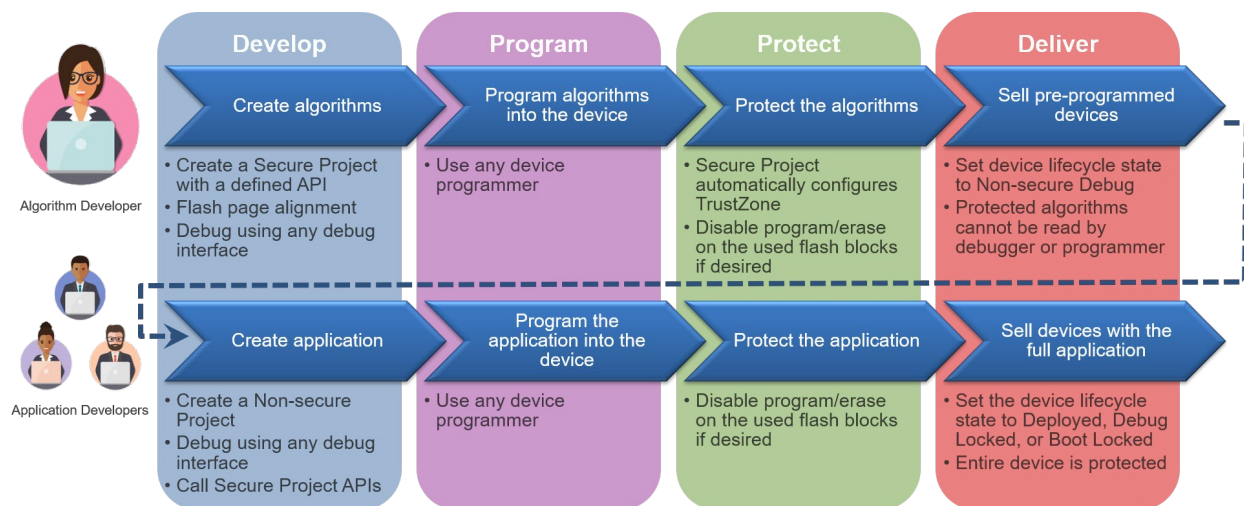 Develop
Program
Protect
Deliver
Create algorithms
Program algorithms
into the device
Protect the algorithms
Sell pre-programmed
devices
Algorithm Developer
• Create a Secure Project
with a defined API
• Flash page alignment
• Debug using any debug
interface
• Use any device
programmer
• Secure Project
automatically configures
TrustZone
• Disable program/erase
on the used flash blocks
if desired
• Set device lifecycle state
to Non-secure Debug
• Protected algorithms
cannot be read by
debugger or programmer
Create application
Program the
application into the
device
Protect the application
Sell devices with the
full application
Application Developers
• Create a Non-secure
Project
• Debug using any debug
interface
• Call Secure Project APIs
• Use any device
programmer
• Disable program/erase
on the used flash blocks
if desired
• Set the device lifecycle
state to Deployed, Debug
Locked, or Boot Locked
• Entire device is protected